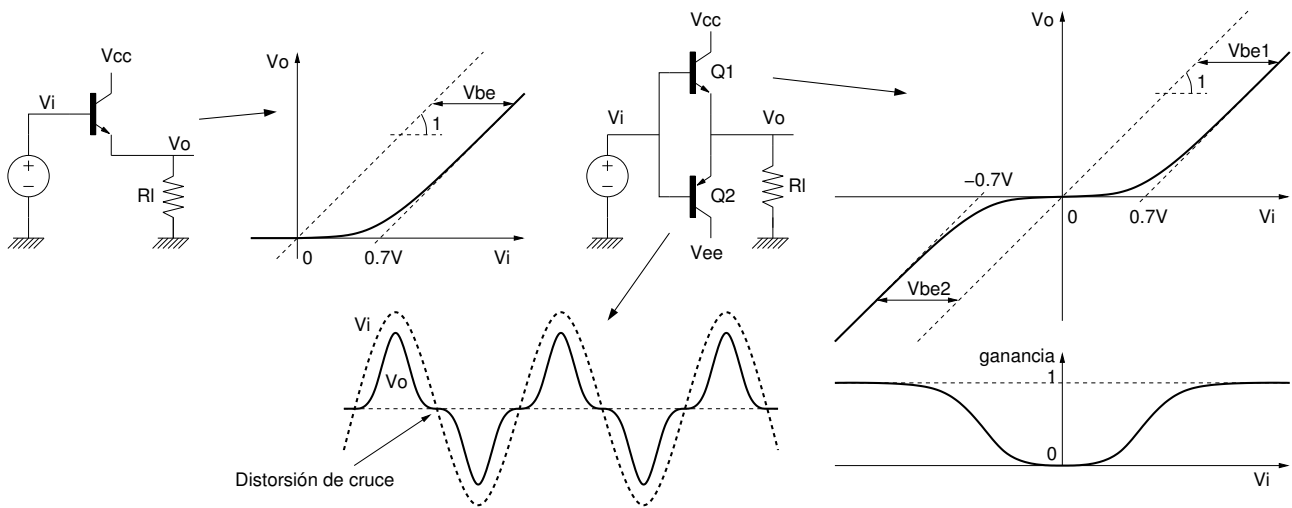 Vcc
Vi
Vo
Rl
+
−
Vo
Vbe
1
0
0.7V
Vi
Vcc
Q1
Vi
Vo
+
−
Q2
Rl
Vee
Vo
Vbe1
1
−0.7V
0
0.7V
Vi
Vbe2
Vi
Vo
Distorsión de cruce
ganancia
1
0
Vi